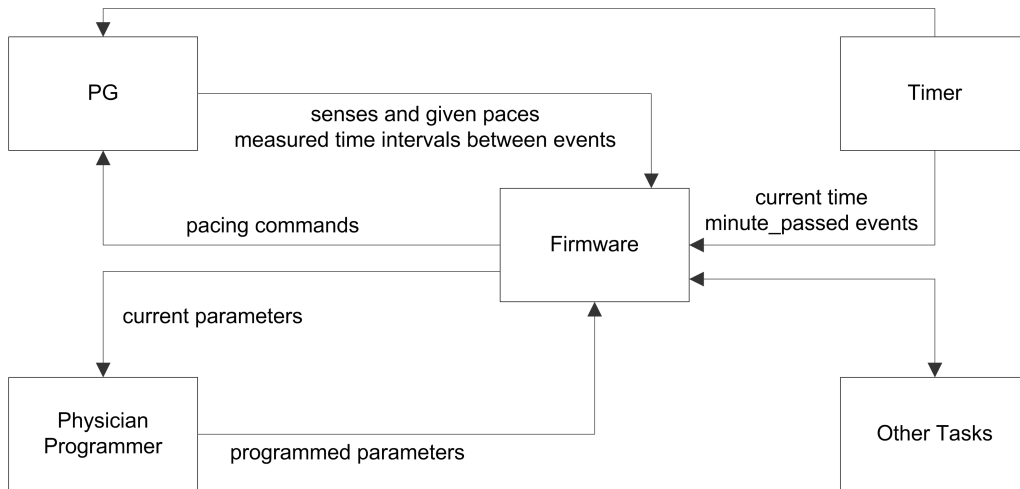 PG
Timer
senses and given paces
measured time intervals between events
current time
minute_passed events
pacing commands
Firmware
current parameters
Physician
Programmer
programmed parameters
Other Tasks